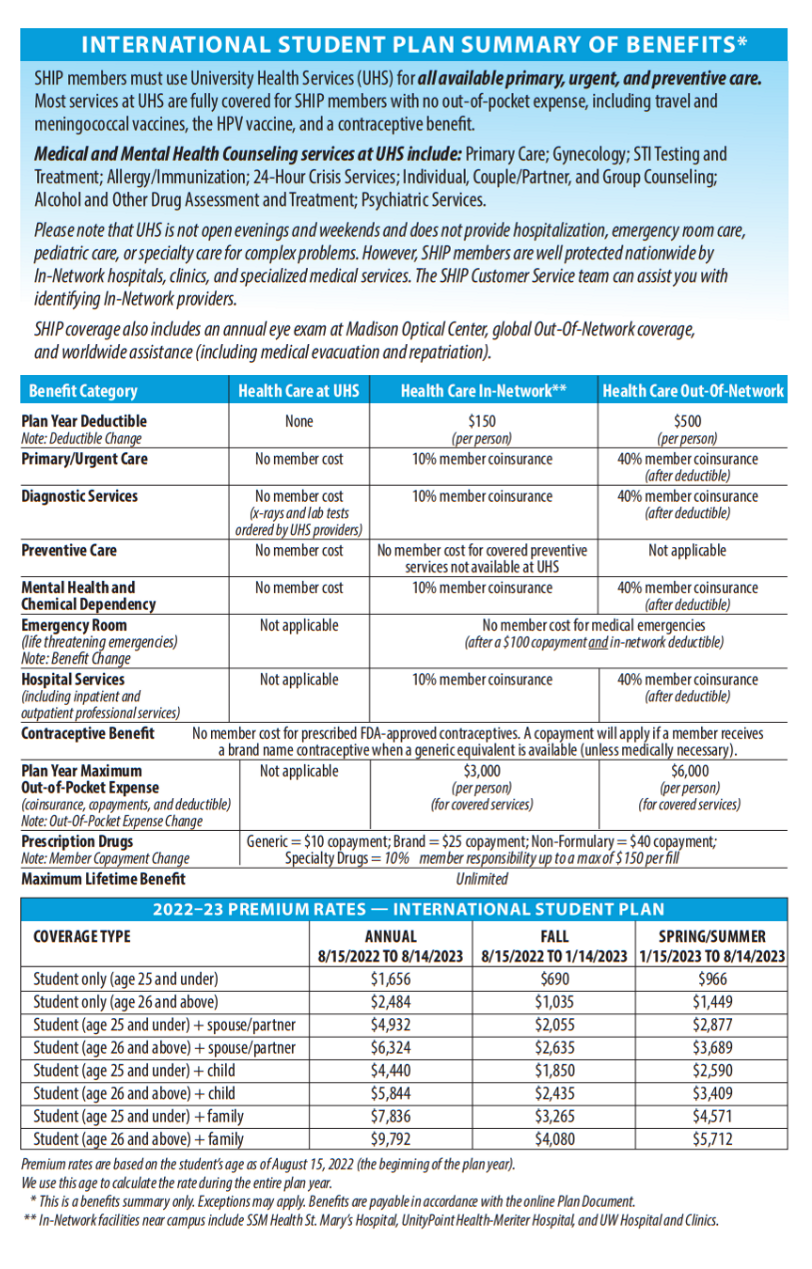 INTERNATIONAL STUDENT PLAN SUMMARY OF BENEFITS*
SHIP members must use University Health Services (UHS) for all available primary, urgent, and preventive care.
Most services at UHS are fully covered for SHIP members with no out-of-pocket expense, including travel and
meningococcal vaccines, the HPV vaccine, and a contraceptive benefit.
Medical and Mental Health Counseling services at UHS include: Primary Care; Gynecology; STI Testing and
Treatment; Allergy/Immunization; 24-Hour Crisis Services; Individual, Couple/Partner, and Group Counseling;
Alcohol and Other Drug Assessment and Treatment; Psychiatric Services.
Please note that UHS is not open evenings and weekends and does not provide hospitalization, emergency room care,
pediatric care, or specialty care for complex problems. However, SHIP members are well protected nationwide by
In-Network hospitals, clinics, and specialized medical services. The SHIP Customer Service team can assist you with
identifying In-Network providers.
SHIP coverage also includes an annual eye exam at Madison Optical Center, global Out-Of-Network coverage,
and worldwide assistance (including medical evacuation and repatriation).
Benefit Category Health Care at UHS Health Care In-Network** Health Care Out-Of-Network
Plan Year Deductible None $150 $500
Note: Deductible Change (per person) (per person)
Primary/Urgent Care No member cost 10% member coinsurance 40% member coinsurance
(after deductible)
Diagnostic Services No member cost 10% member coinsurance 40% member coinsurance
(x-rays and lab tests (after deductible)
ordered by UHS providers)
Preventive Care No member cost No member cost for covered preventive Not applicable
services not available at UHS
Mental Health and No member cost 10% member coinsurance 40% member coinsurance
Chemical Dependency (after deductible)
Emergency Room Not applicable No member cost for medical emergencies
(life threatening emergencies) (after a $100 copayment and in-network deductible)
Note: Benefit Change
Hospital Services Not applicable 10% member coinsurance 40% member coinsurance
(including inpatient and (after deductible)
outpatient professional services)
Contraceptive Benefit No member cost for prescribed FDA-approved contraceptives. A copayment will apply if a member receives
a brand name contraceptive when a generic equivalent is available (unless medically necessary).
Plan Year Maximum Not applicable $3,000 $6,000
Out-of-Pocket Expense (per person) (per person)
(coinsurance, copayments, and deductible) (for covered services) (for covered services)
Note: Out-Of-Pocket Expense Change
Prescription Drugs Generic = $10 copayment; Brand = $25 copayment; Non-Formulary = $40 copayment;
Note: Member Copayment Change Specialty Drugs = 10% member responsibility up to a max of $150 per fill
Maximum Lifetime Benefit Unlimited
2022–23 PREMIUM RATES — INTERNATIONAL STUDENT PLAN
COVERAGE TYPE ANNUAL FALL SPRING/SUMMER
8/15/2022 TO 8/14/2023 8/15/2022 TO 1/14/2023 1/15/2023 TO 8/14/2023
Student only (age 25 and under) $1,656 $690 $966
Student only (age 26 and above) $2,484 $1,035 $1,449
Student (age 25 and under) + spouse/partner $4,932 $2,055 $2,877
Student (age 26 and above) + spouse/partner $6,324 $2,635 $3,689
Student (age 25 and under) + child $4,440 $1,850 $2,590
Student (age 26 and above) + child $5,844 $2,435 $3,409
Student (age 25 and under) + family $7,836 $3,265 $4,571
Student (age 26 and above) + family $9,792 $4,080 $5,712
Premium rates are based on the student's age as of August 15, 2022 (the beginning of the plan year).
We use this age to calculate the rate during the entire plan year.
* This is a benefits summary only. Exceptions may apply. Benefits are payable in accordance with the online Plan Document.
** In-Network facilities near campus include SSM Health St. Mary's Hospital, UnityPoint Health-Meriter Hospital, and UW Hospital and Clinics.